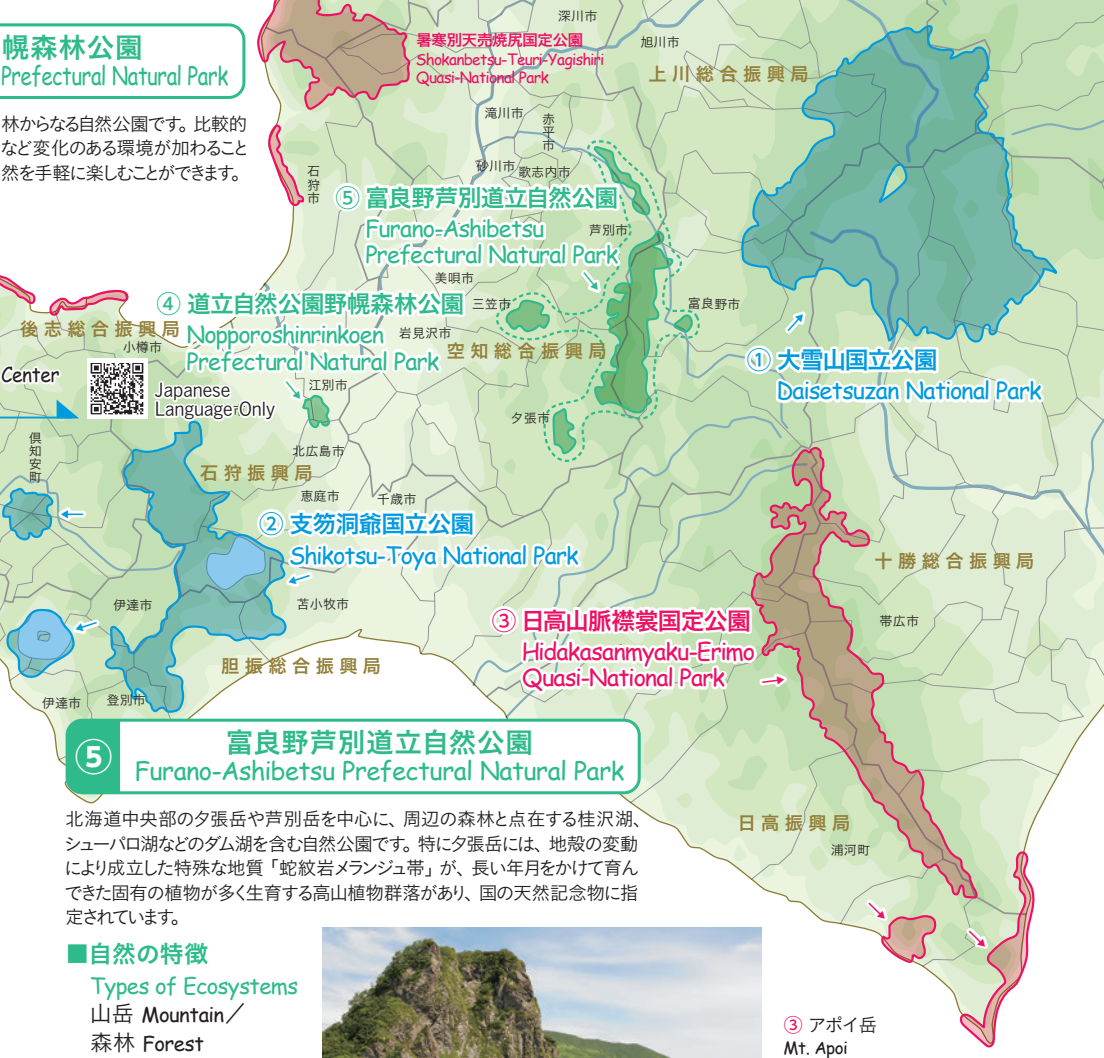 幌森林公園
Prefectural Natural Park
林からなる自然公園です。比較的
など変化のある環境が加わること
然を手軽に楽しむことができます。
暑寒別天売焼尻国定公園
Shokanbetsu-Teuri-Yagishiri
Quasi-National Park
深川市
旭川市
上川総合振興局
滝川市
赤平市
砂川市
歌志内市
石狩市
⑤ 富良野芦別道立自然公園
Furano-Ashibetsu
Prefectural Natural Park
芦別市
美唄市
④ 道立自然公園野幌森林公園
Nopporoshinrinkoen
Prefectural Natural Park
三笠市
富良野市
後志総合振興局
小樽市
岩見沢市
空知総合振興局
① 大雪山国立公園
Daisetsuzan National Park
Center
Japanese
Language Only
江別市
夕張市
倶知安町
北広島市
石狩振興局
恵庭市
千歳市
② 支笏洞爺国立公園
Shikotsu-Toya National Park
十勝総合振興局
伊達市
苫小牧市
③ 日高山脈襟裳国定公園
Hidakasanmyaku-Erimo
Quasi-National Park
帯広市
胆振総合振興局
伊達市
登別市
⑤
富良野芦別道立自然公園
Furano-Ashibetsu Prefectural Natural Park
北海道中央部の夕張岳や芦別岳を中心に、周辺の森林と点在する桂沢湖、
シューパロ湖などのダム湖を含む自然公園です。特に夕張岳には、地殻の変動
により成立した特殊な地質「蛇紋岩メランジュ帯」が、長い年月をかけて育ん
できた固有の植物が多く生育する高山植物群落があり、国の天然記念物に指
定されています。
日高振興局
浦河町
■自然の特徴
Types of Ecosystems
山岳 Mountain／
森林 Forest
③ アポイ岳
Mt. Apoi